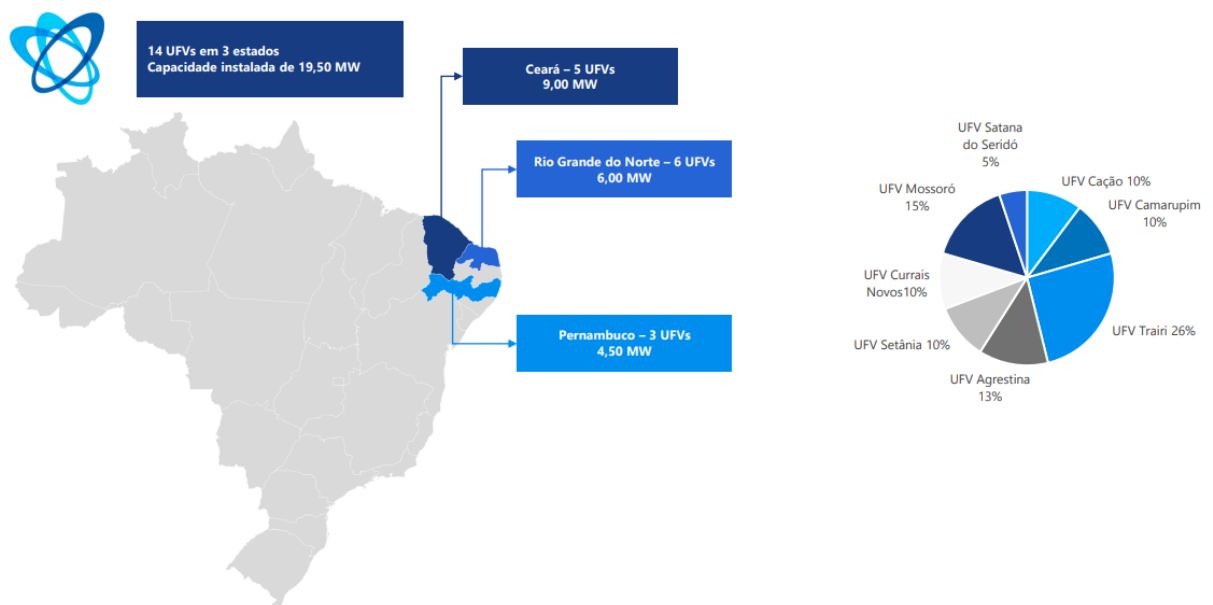 14 UFVs em 3 estados
Capacidade instalada de 19,50 MW
Ceará – 5 UFVs
9,00 MW
Rio Grande do Norte – 6 UFVs
6,00 MW
Pernambuco – 3 UFVs
4,50 MW
UFV Satana
do Seridó
5%
UFV Cação 10%
UFV Camarupim
10%
UFV Trairi 26%
UFV Agrestina
13%
UFV Setânia 10%
UFV Currais
Novos10%
UFV Mossoró
15%